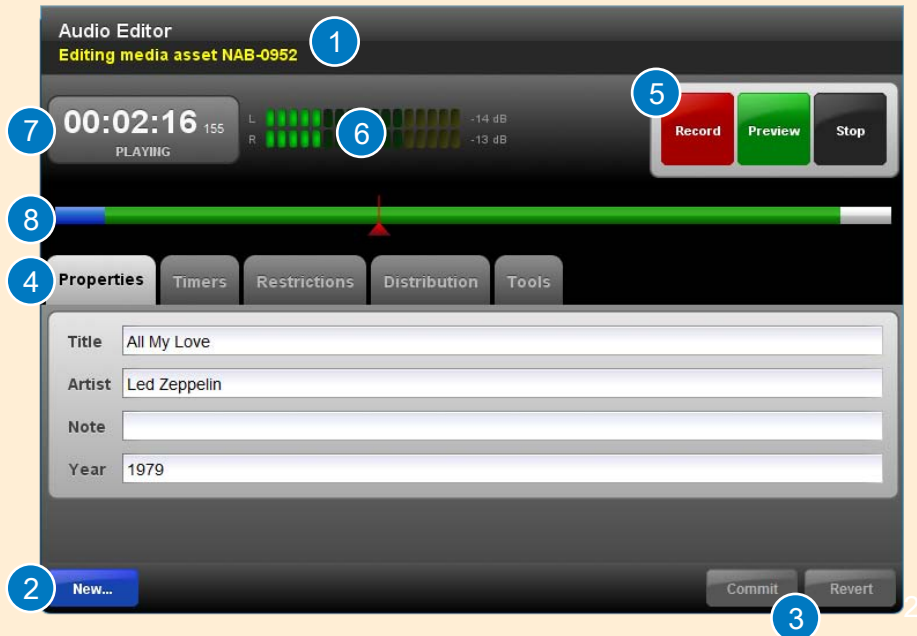 Audio Editor
Editing media asset NAB-0952
1
7
00:02:16 155
PLAYING
L -14 dB
R -13 dB
6
5
Record Preview Stop
8
4
Properties Timers Restrictions Distribution Tools
Title All My Love
Artist Led Zeppelin
Note
Year 1979
2
New...
Commit Revert
3
2